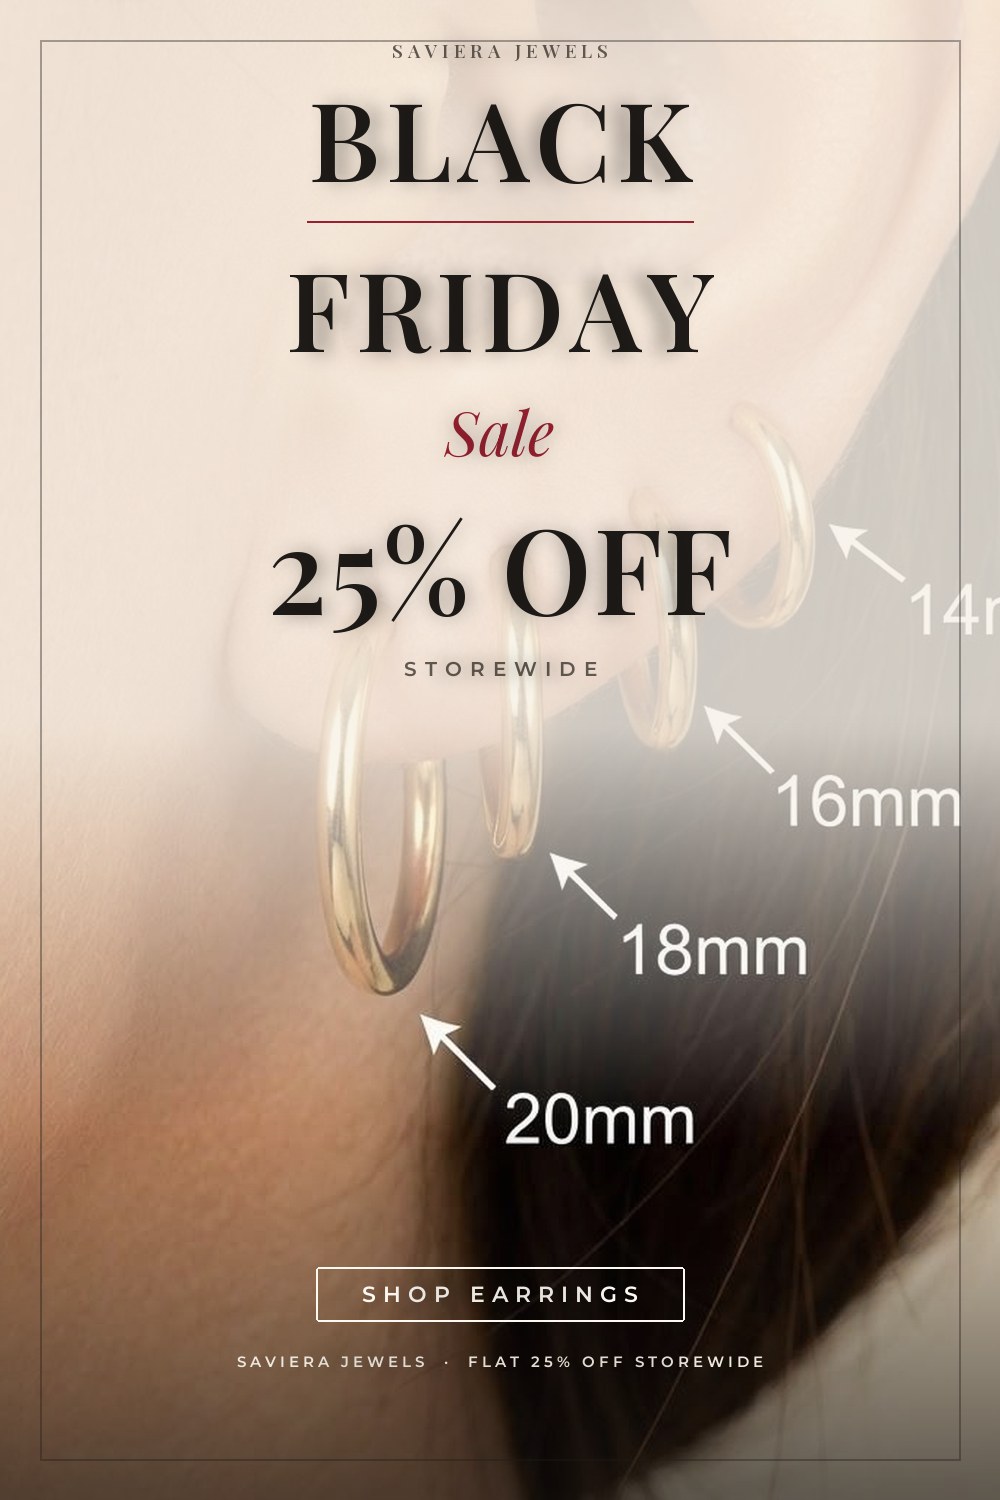 SAVIERA JEWELS
BLACK
FRIDAY
Sale
25% OFF
STOREWIDE
16mm
18mm
20mm
SHOP EARRINGS
SAVIERA JEWELS · FLAT 25% OFF STOREWIDE